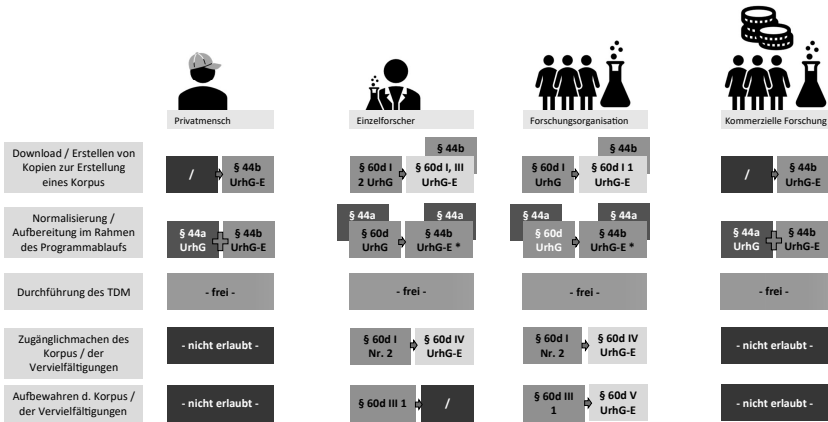 Privatmensch
Einzelforscher
Forschungsorganisation
Kommerzielle Forschung
Download / Erstellen von
Kopien zur Erstellung
eines Korpus
/
§ 44b
UrhG-E
§ 44b
§ 60d I
2 UrhG
§ 60d I, III
UrhG-E
§ 44b
§ 60d I
UrhG
§ 60d I 1
UrhG-E
/
§ 44b
UrhG-E
Normalisierung /
Aufbereitung im Rahmen
des Programmablaufs
§ 44a
UrhG
§ 44b
UrhG-E
§ 44a
§ 44a
§ 60d
UrhG
§ 44b
UrhG-E *
§ 44a
§ 44a
§ 60d
UrhG
§ 44b
UrhG-E *
§ 44a
UrhG
§ 44b
UrhG-E
Durchführung des TDM
- frei -
- frei -
- frei -
- frei -
Zugänglichmachen des
Korpus / der
Vervielfältigungen
- nicht erlaubt -
§ 60d I
Nr. 2
§ 60d IV
UrhG-E
§ 60d I
Nr. 2
§ 60d IV
UrhG-E
- nicht erlaubt -
Aufbewahren d. Korpus /
der Vervielfältigungen
- nicht erlaubt -
§ 60d III 1
/
§ 60d III
1
§ 60d V
UrhG-E
- nicht erlaubt -